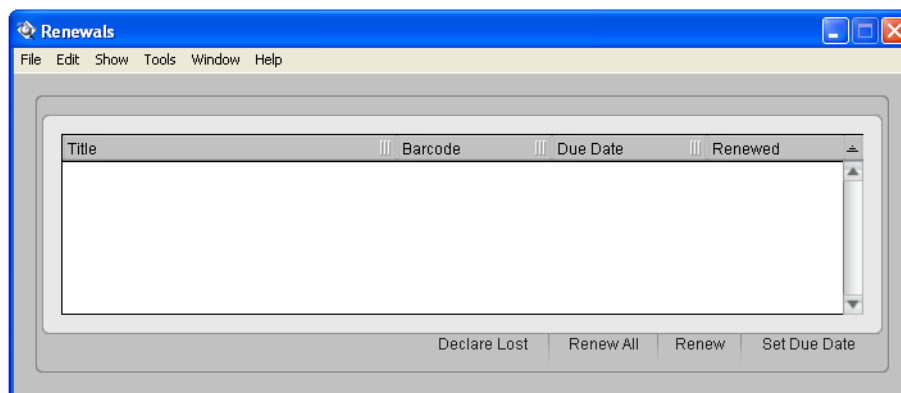 Renewals
File Edit Show Tools Window Help
Title Barcode Due Date Renewed
Declare Lost Renew All Renew Set Due Date